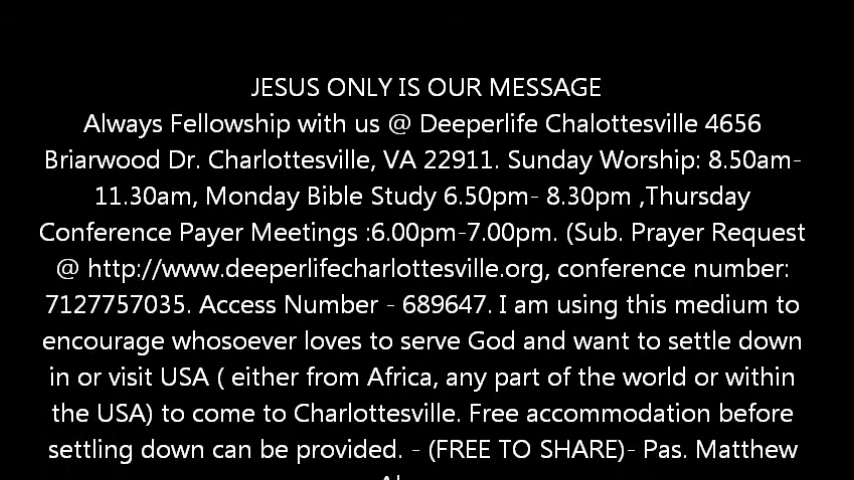 JESUS ONLY IS OUR MESSAGE
Always Fellowship with us @ Deeperlife Chalottesville 4656
Briarwood Dr. Charlottesville, VA 22911. Sunday Worship: 8.50am-
11.30am, Monday Bible Study 6.50pm- 8.30pm ,Thursday
Conference Payer Meetings :6.00pm-7.00pm. (Sub. Prayer Request
@ http://www.deeperlifecharlottesville.org, conference number:
7127757035. Access Number - 689647. I am using this medium to
encourage whosoever loves to serve God and want to settle down
in or visit USA ( either from Africa, any part of the world or within
the USA) to come to Charlottesville. Free accommodation before
settling down can be provided. - (FREE TO SHARE)- Pas. Matthew